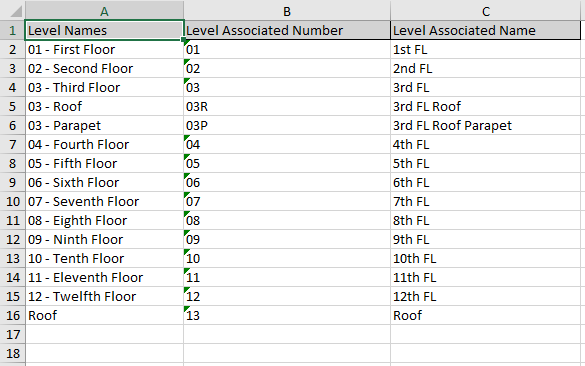 A B C
1 Level Names Level Associated Number Level Associated Name
2 01 - First Floor 01 1st FL
3 02 - Second Floor 02 2nd FL
4 03 - Third Floor 03 3rd FL
5 03 - Roof 03R 3rd FL Roof
6 03 - Parapet 03P 3rd FL Roof Parapet
7 04 - Fourth Floor 04 4th FL
8 05 - Fifth Floor 05 5th FL
9 06 - Sixth Floor 06 6th FL
10 07 - Seventh Floor 07 7th FL
11 08 - Eighth Floor 08 8th FL
12 09 - Ninth Floor 09 9th FL
13 10 - Tenth Floor 10 10th FL
14 11 - Eleventh Floor 11 11th FL
15 12 - Twelfth Floor 12 12th FL
16 Roof 13 Roof
17
18